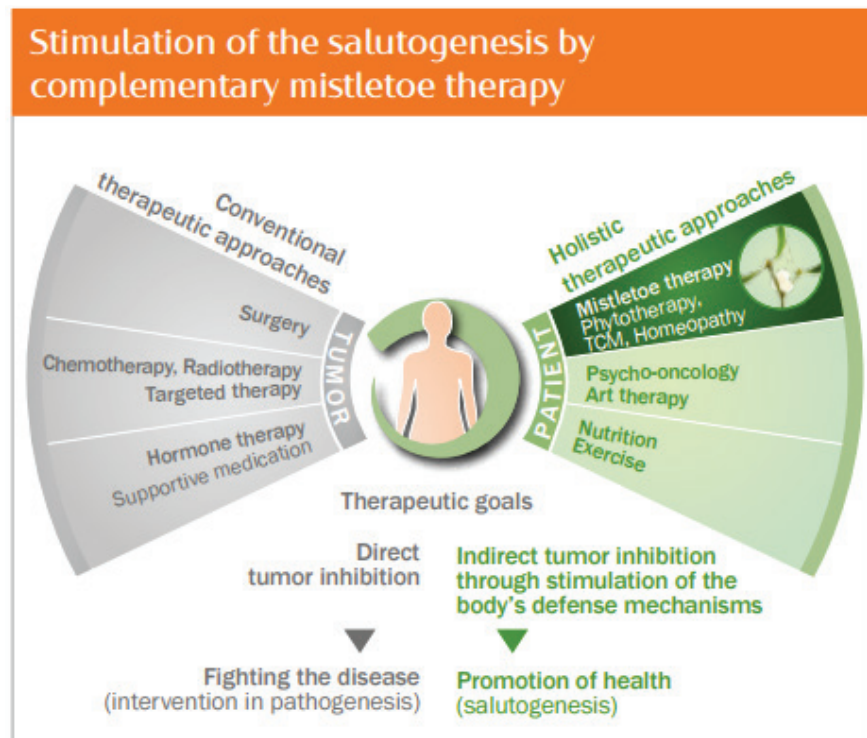 Stimulation of the salutogenesis by
complementary mistletoe therapy
Conventional
therapeutic approaches
Surgery
Chemotherapy, Radiotherapy
Targeted therapy
Hormone therapy
Supportive medication
TUMOR
Holistic
therapeutic approaches
Mistletoe therapy
Phytotherapy,
TCM, Homeopathy
Psycho-oncology
Art therapy
Nutrition
Exercise
PATIENT
Therapeutic goals
Direct
tumor inhibition
Indirect tumor inhibition
through stimulation of the
body's defense mechanisms
Fighting the disease
(intervention in pathogenesis)
Promotion of health
(salutogenesis)